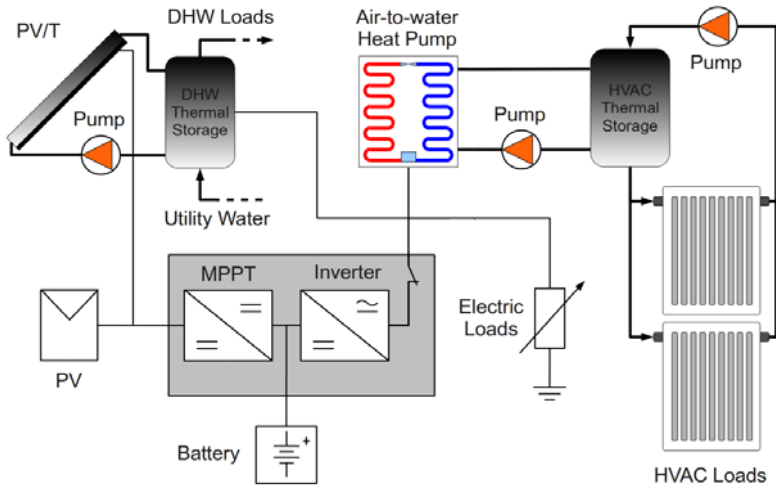 PV/T
DHW Loads
Air-to-water
Heat Pump
Pump
DHW
Thermal
Storage
Pump
Pump
HVAC
Thermal
Storage
Utility Water
MPPT
Inverter
Electric
Loads
PV
Battery
+
HVAC Loads